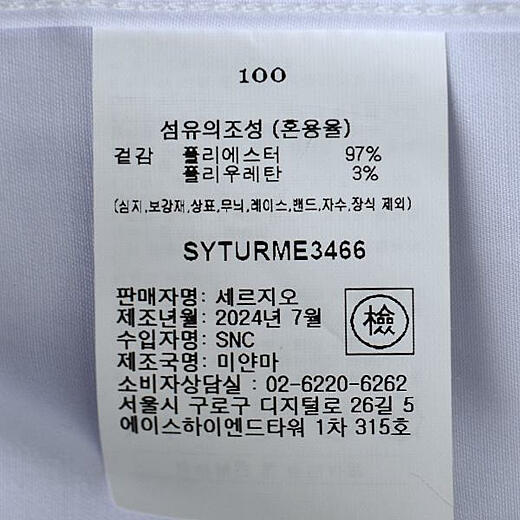 100
섬유의조성 (혼용율)
겉감 폴리에스터 97%
폴리우레탄 3%
(심지,보강재,상표,무늬,레이스,밴드,자수,장식 제외)
SYTURME3466
판매자명: 세르지오
제조년월: 2024년 7월
수입자명: SNC
檢
제조국명: 미얀마
소비자상담실 : 02-6220-6262
서울시 구로구 디지털로 26길 5
에이스하이엔드타워 1차 315호